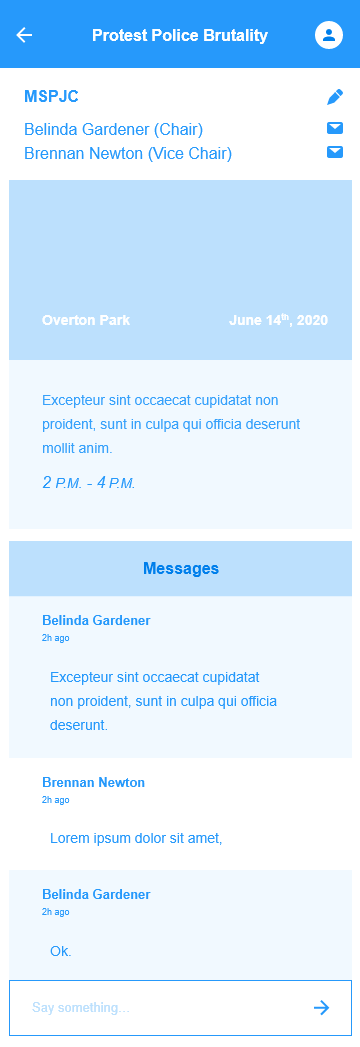 Protest Police Brutality
MSPJC
Belinda Gardener (Chair)
Brennan Newton (Vice Chair)
Overton Park June 14th, 2020
Excepteur sint occaecat cupidatat non
proident, sunt in culpa qui officia deserunt
mollit anim.
2 P.M. - 4 P.M.
Messages
Belinda Gardener
2h ago
Excepteur sint occaecat cupidatat
non proident, sunt in culpa qui officia
deserunt.
Brennan Newton
2h ago
Lorem ipsum dolor sit amet,
Belinda Gardener
2h ago
Ok.
Say something...